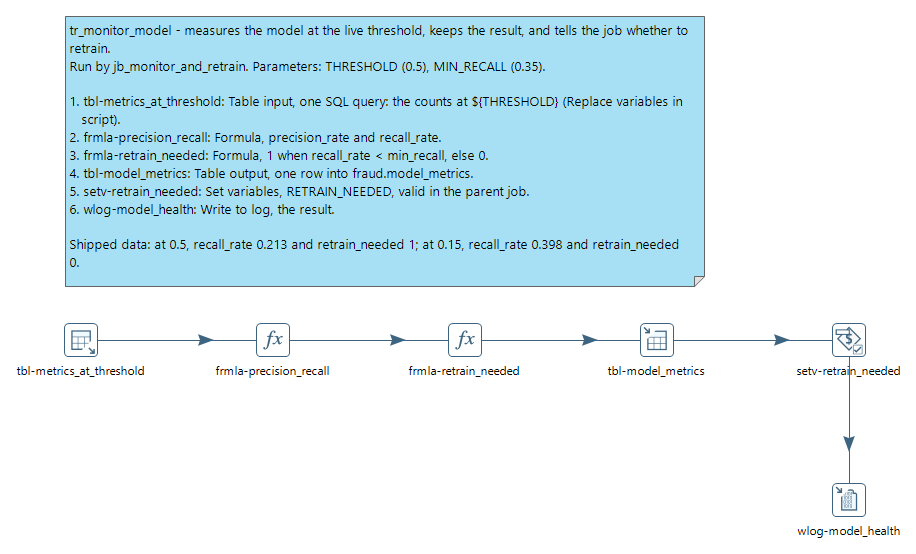 tr_monitor_model - measures the model at the live threshold, keeps the result, and tells the job whether to
retrain.
Run by jb_monitor_and_retrain. Parameters: THRESHOLD (0.5), MIN_RECALL (0.35).
1. tbl-metrics_at_threshold: Table input, one SQL query: the counts at ${THRESHOLD} (Replace variables in
script).
2. frmla-precision_recall: Formula, precision_rate and recall_rate.
3. frmla-retrain_needed: Formula, 1 when recall_rate < min_recall, else 0.
4. tbl-model_metrics: Table output, one row into fraud.model_metrics.
5. setv-retrain_needed: Set variables, RETRAIN_NEEDED, valid in the parent job.
6. wlog-model_health: Write to log, the result.
Shipped data: at 0.5, recall_rate 0.213 and retrain_needed 1; at 0.15, recall_rate 0.398 and retrain_needed
0.
tbl-metrics_at_threshold
frmla-precision_recall
frmla-retrain_needed
tbl-model_metrics
setv-retrain_needed
wlog-model_health